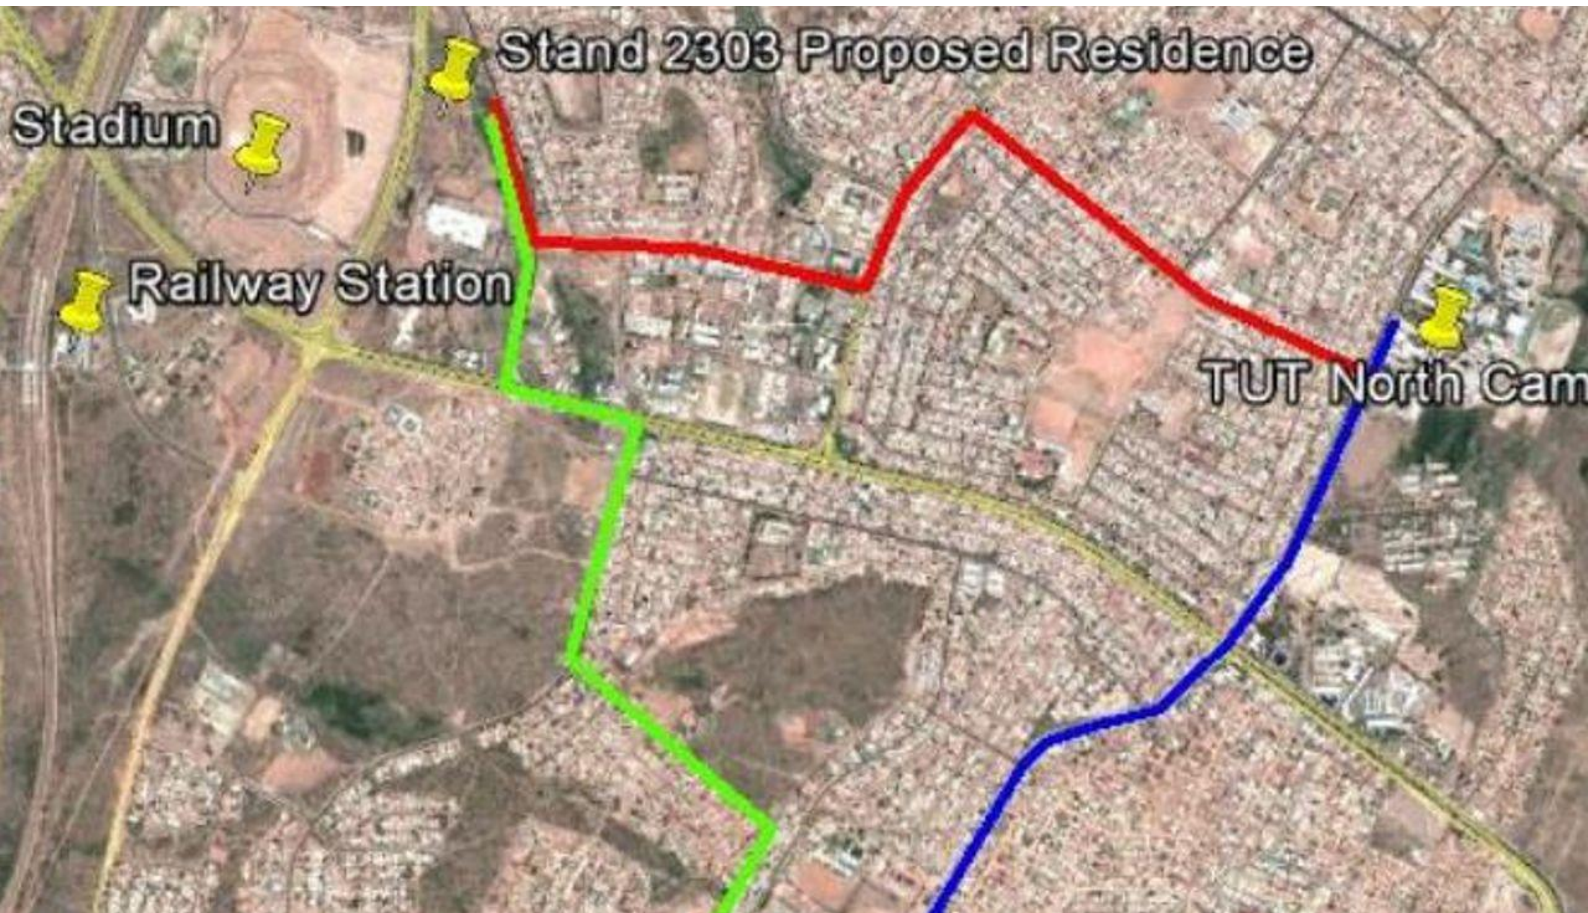 Stand 2303 Proposed Residence
Stadium
Railway Station
TUT North Cam